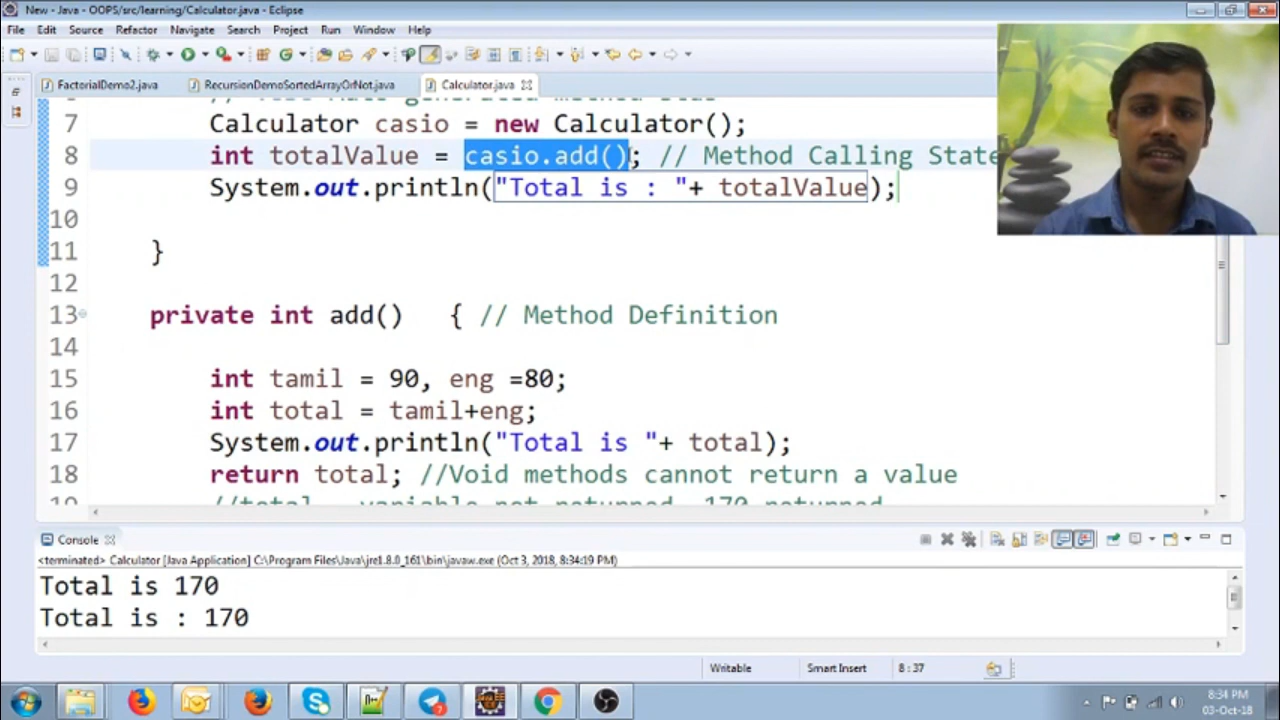 New - Java - OOPS/src/learning/Calculator.java - Eclipse
File Edit Source Refactor Navigate Search Project Run Window Help
FactorialDemo2.java RecursionDemoSortedArrayOrNot.java Calculator.java
7 Calculator casio = new Calculator();
8 int totalValue = casio.add(); // Method Calling State
9 System.out.println("Total is : "+ totalValue);
10
11 }
12
13 private int add() { // Method Definition
14
15 int tamil = 90, eng =80;
16 int total = tamil+eng;
17 System.out.println("Total is "+ total);
18 return total; //Void methods cannot return a value
Console
<terminated> Calculator [Java Application] C:\Program Files\Java\jre1.8.0_161\bin\javaw.exe (Oct 3, 2018, 8:34:19 PM)
Total is 170
Total is : 170
Writable Smart Insert 8 : 37
8:34 PM
03-Oct-18